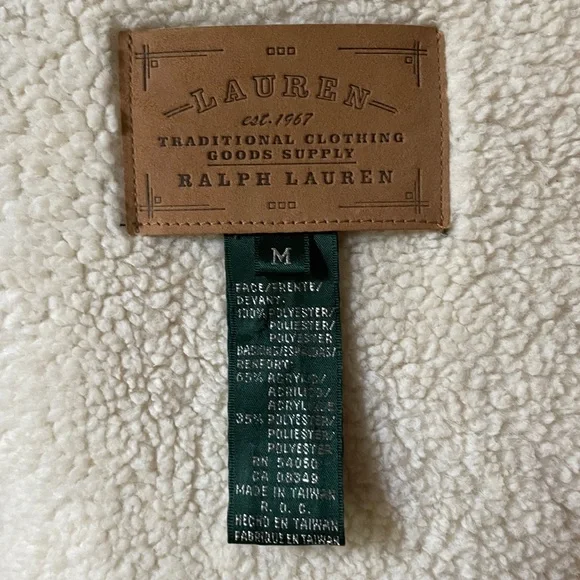 LAUREN
est. 1967
TRADITIONAL CLOTHING
GOODS SUPPLY
RALPH LAUREN
M
FACE/FRENTE/
DEVANT:
100% POLYESTER/
POLIESTER/
POLYESTER
BACKING/ESPALDAS/
RENFORT:
65% ACRYLIC/
ACRILICO/
ACRYLIQUE
35% POLYESTER/
POLIESTER/
POLYESTER
RN 54050
CA 08349
MADE IN TAIWAN
R. O. C.
HECHO EN TAIWAN
FABRIQUE EN TAIWAN